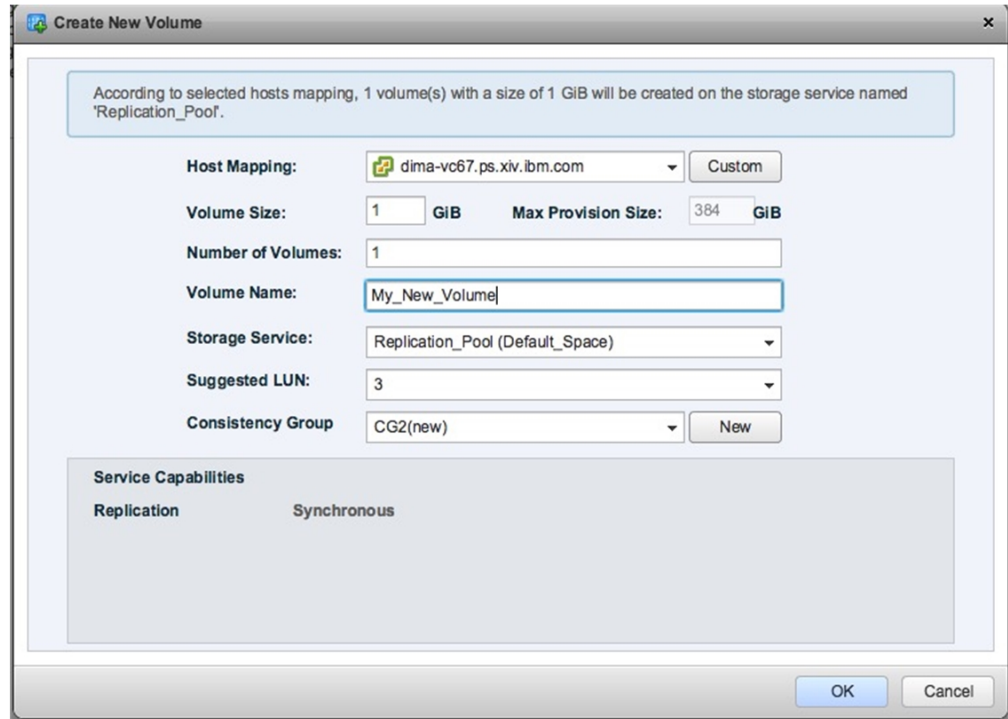 Create New Volume
According to selected hosts mapping, 1 volume(s) with a size of 1 GiB will be created on the storage service named
'Replication_Pool'.
Host Mapping: dima-vc67.ps.xiv.ibm.com Custom
Volume Size: 1 GiB Max Provision Size: 384 GiB
Number of Volumes: 1
Volume Name: My_New_Volume
Storage Service: Replication_Pool (Default_Space)
Suggested LUN: 3
Consistency Group CG2(new) New
Service Capabilities
Replication Synchronous
OK Cancel